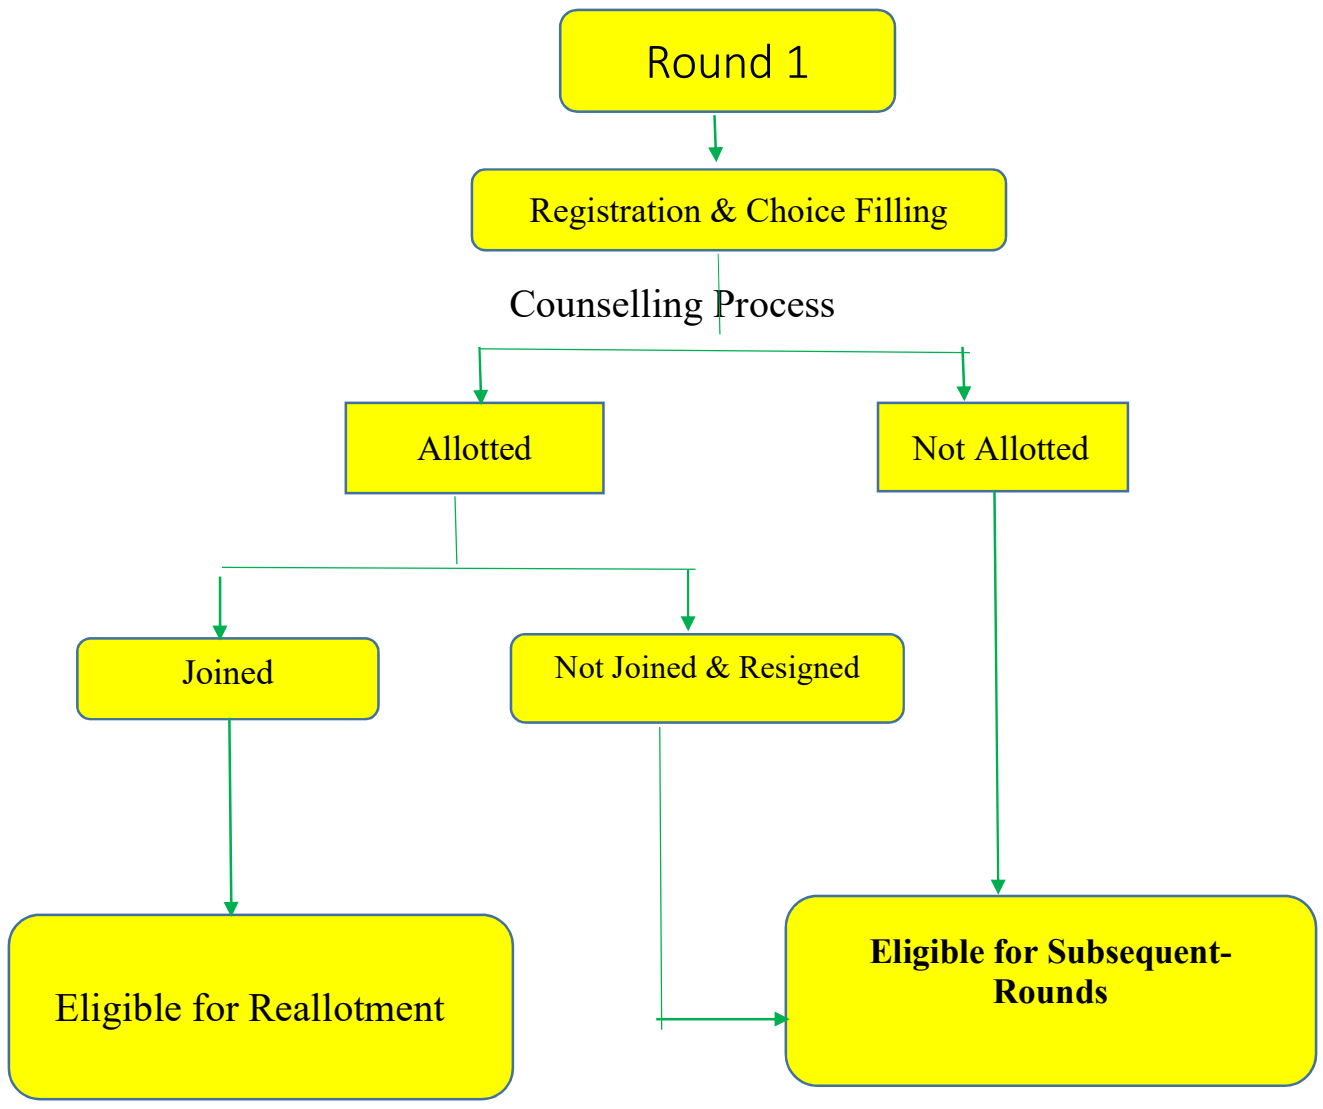 Round 1
Registration & Choice Filling
Counselling Process
Allotted
Not Allotted
Joined
Not Joined & Resigned
Eligible for Reallotment
Eligible for Subsequent-
Rounds